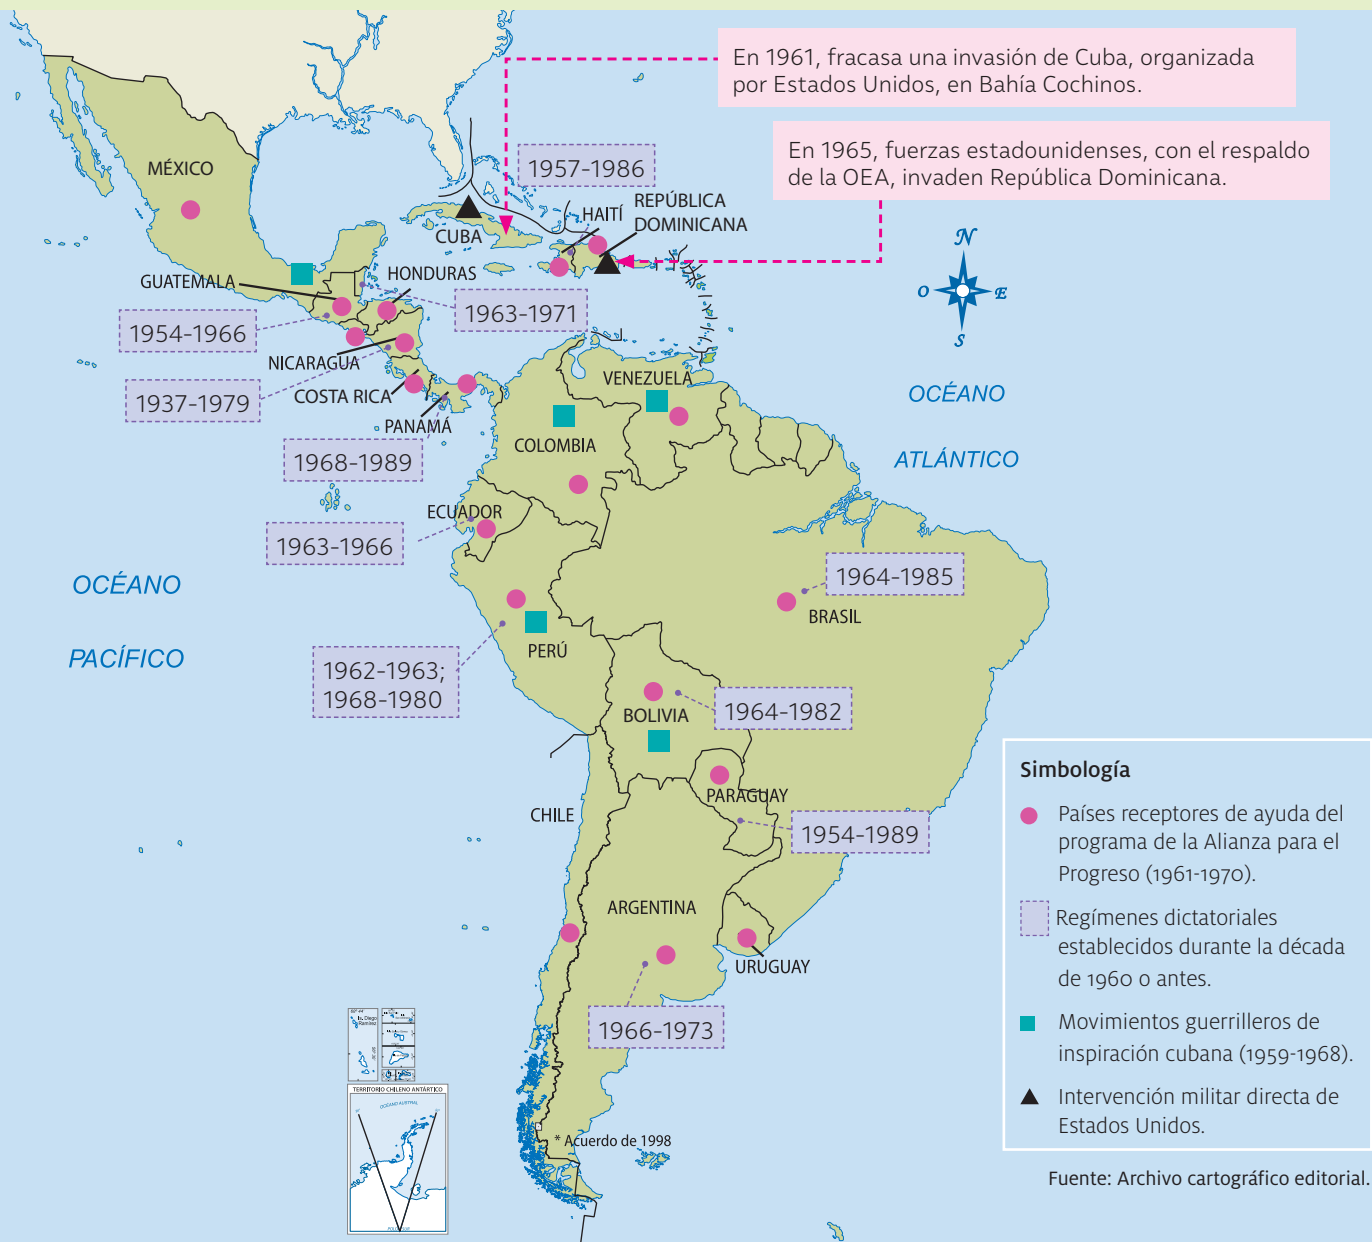 En 1961, fracasa una invasión de Cuba, organizada
por Estados Unidos, en Bahía Cochinos.
En 1965, fuerzas estadounidenses, con el respaldo
de la OEA, invaden República Dominicana.
MÉXICO
1957-1986
HAITÍ
REPÚBLICA
DOMINICANA
CUBA
N
O
E
S
GUATEMALA
HONDURAS
1963-1971
1954-1966
NICARAGUA
1937-1979
COSTA RICA
PANAMÁ
1968-1989
VENEZUELA
COLOMBIA
OCÉANO
ATLÁNTICO
ECUADOR
1963-1966
OCÉANO
PACÍFICO
1964-1985
BRASIL
PERÚ
1962-1963;
1968-1980
BOLIVIA
1964-1982
PARAGUAY
1954-1989
CHILE
ARGENTINA
URUGUAY
1966-1973
Simbología
Países receptores de ayuda del
programa de la Alianza para el
Progreso (1961-1970).
Regímenes dictatoriales
establecidos durante la década
de 1960 o antes.
Movimientos guerrilleros de
inspiración cubana (1959-1968).
Intervención militar directa de
Estados Unidos.
Is. Diego
Ramírez
TERRITORIO CHILENO ANTÁRTICO
OCÉANO AUSTRAL
* Acuerdo de 1998
Fuente: Archivo cartográfico editorial.